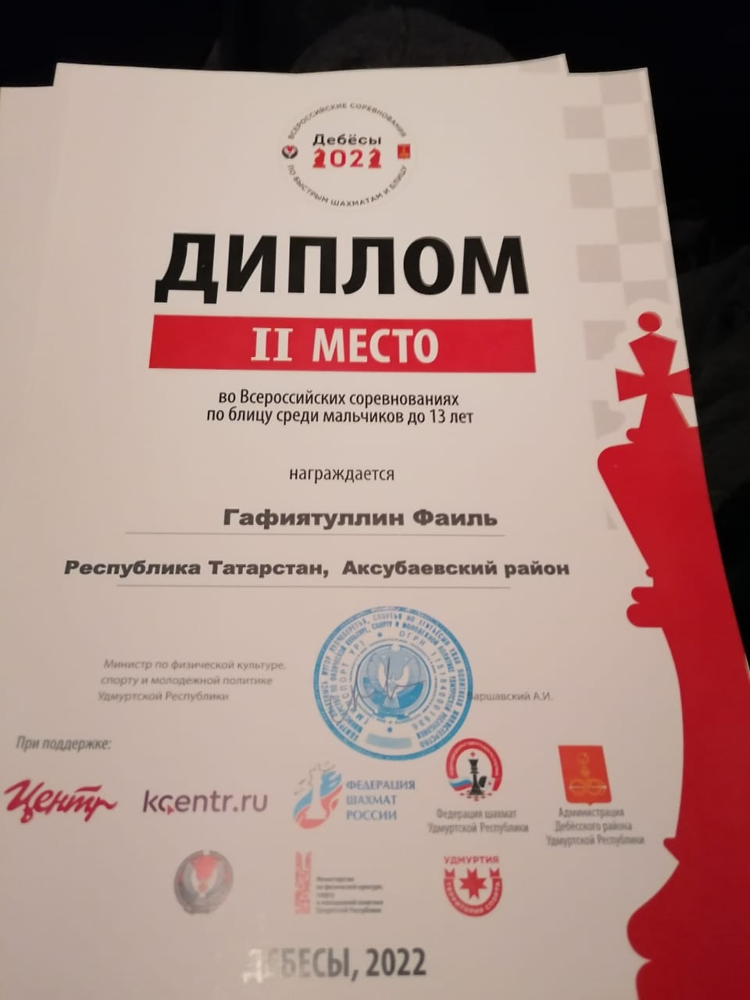 ВСЕРОССИЙСКИЕ СОРЕВНОВАНИЯ
Дебёсы
2022
ПО БЫСТРЫМ ШАХМАТАМ И БЛИЦУ
ДИПЛОМ
II МЕСТО
во Всероссийских соревнованиях
по блицу среди мальчиков до 13 лет
награждается
Гафиятуллин Фаиль
Республика Татарстан, Аксубаевский район
Министр по физической культуре,
спорту и молодежной политике
Удмуртской Республики
Варшавский А.И.
При поддержке:
Центр
kcentr.ru
ФЕДЕРАЦИЯ
ШАХМАТ
РОССИИ
Федерация шахмат
Удмуртской Республики
Администрация
Дебёсского района
Удмуртской Республики
Министерство
по физической культуре,
спорту
и молодежной политике
Удмуртской Республики
УДМУРТИЯ
ТЕРРИТОРИЯ СПОРТА
ДЕБЕСЫ, 2022